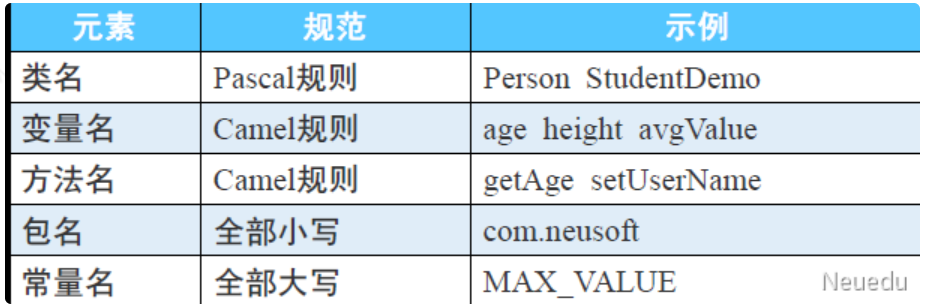 元素 规范 示例
类名 Pascal规则 Person StudentDemo
变量名 Camel规则 age height avgValue
方法名 Camel规则 getAge setUserName
包名 全部小写 com.neusoft
常量名 全部大写 MAX_VALUE
Neuedu